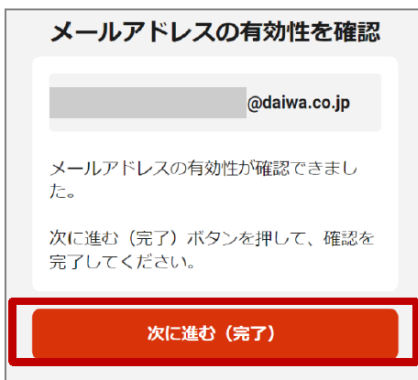 メールアドレスの有効性を確認
@daiwa.co.jp
メールアドレスの有効性が確認できまし
た。
次に進む（完了）ボタンを押して、確認を
完了してください。
次に進む（完了）